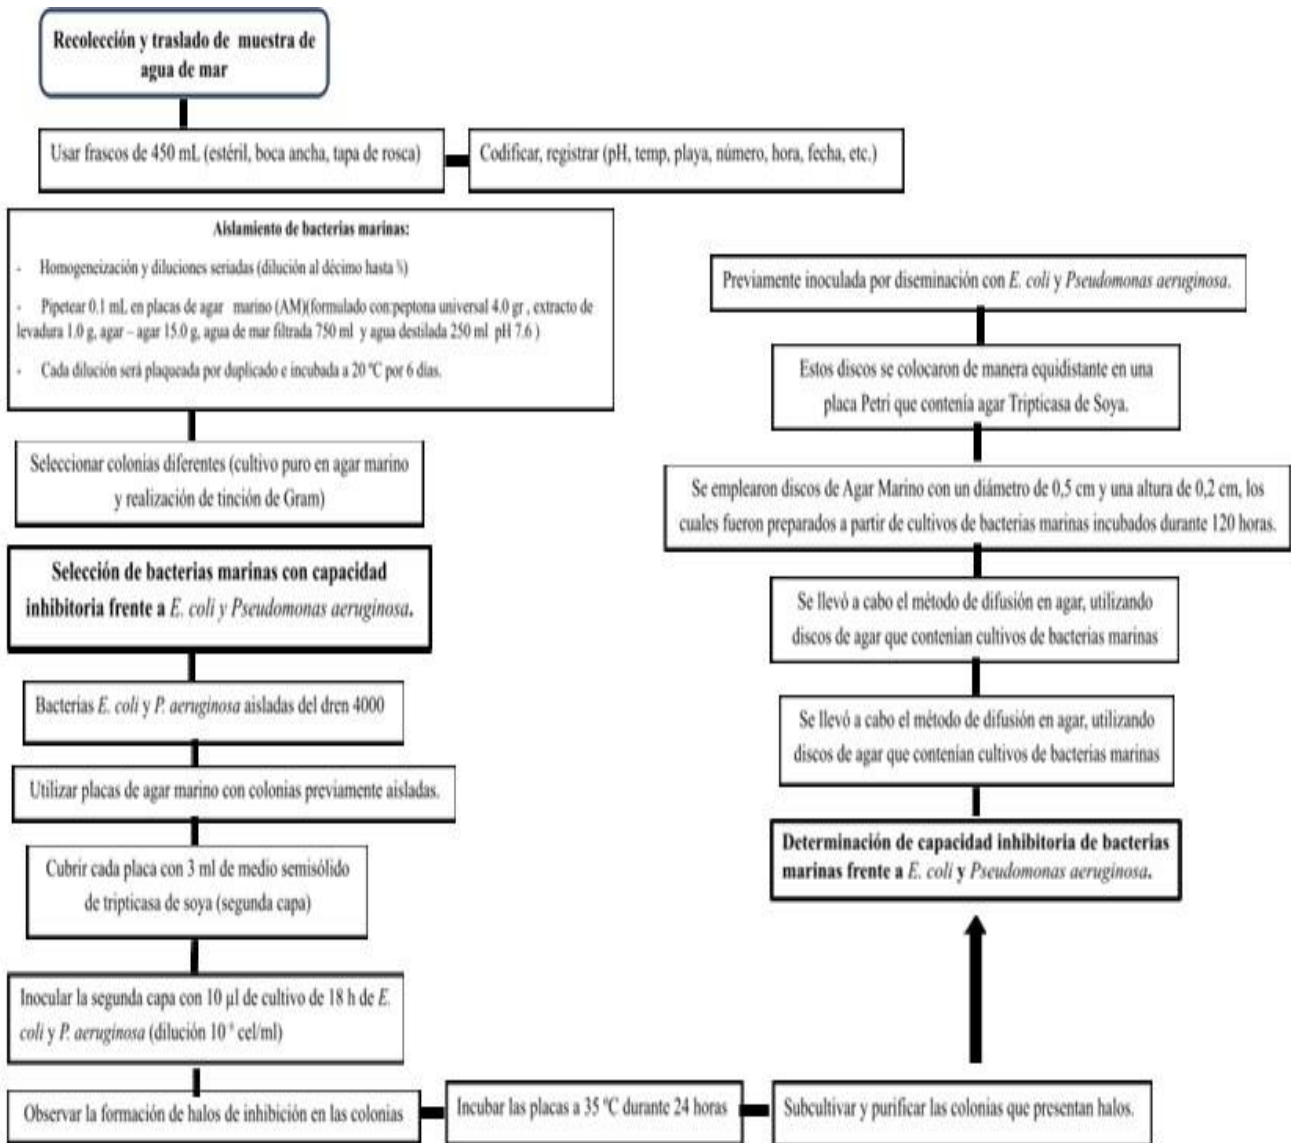 Recolección y traslado de muestra de
agua de mar
Usar frascos de 450 mL (estéril, boca ancha, tapa de rosca)
Codificar, registrar (pH, temp, playa, número, hora, fecha, etc.)
Aislamiento de bacterias marinas:
- Homogeneización y diluciones seriadas (dilución al décimo hasta
- Pipetear 0.1 mL en placas de agar marino (AM)(formulado con:peptona universal 4.0 gr , extracto de
levadura 1.0 g, agar – agar 15.0 g, agua de mar filtrada 750 ml y agua destilada 250 ml pH 7.6 )
- Cada dilución será plaqueada por duplicado e incubada a 20 °C por 6 días.
Seleccionar colonias diferentes (cultivo puro en agar marino
y realización de tinción de Gram)
Selección de bacterias marinas con capacidad
inhibitoria frente a E. coli y Pseudomonas aeruginosa.
Bacterias E. coli y P. aeruginosa aisladas del dren 4000
Utilizar placas de agar marino con colonias previamente aisladas.
Cubrir cada placa con 3 ml de medio semisólido
de tripticasa de soya (segunda capa)
Inocular la segunda capa con 10 µl de cultivo de 18 h de E.
coli y P. aeruginosa (dilución 10 cel/ml)
Observar la formación de halos de inhibición en las colonias
Incubar las placas a 35 °C durante 24 horas
Subcultivar y purificar las colonias que presentan halos.
Determinación de capacidad inhibitoria de bacterias
marinas frente a E. coli y Pseudomonas aeruginosa.
Se llevó a cabo el método de difusión en agar, utilizando
discos de agar que contenían cultivos de bacterias marinas
Se llevó a cabo el método de difusión en agar, utilizando
discos de agar que contenían cultivos de bacterias marinas
Se emplearon discos de Agar Marino con un diámetro de 0,5 cm y una altura de 0,2 cm, los
cuales fueron preparados a partir de cultivos de bacterias marinas incubados durante 120 horas.
Estos discos se colocaron de manera equidistante en una
placa Petri que contenía agar Tripticasa de Soya.
Previamente inoculada por diseminación con E. coli y Pseudomonas aeruginosa.